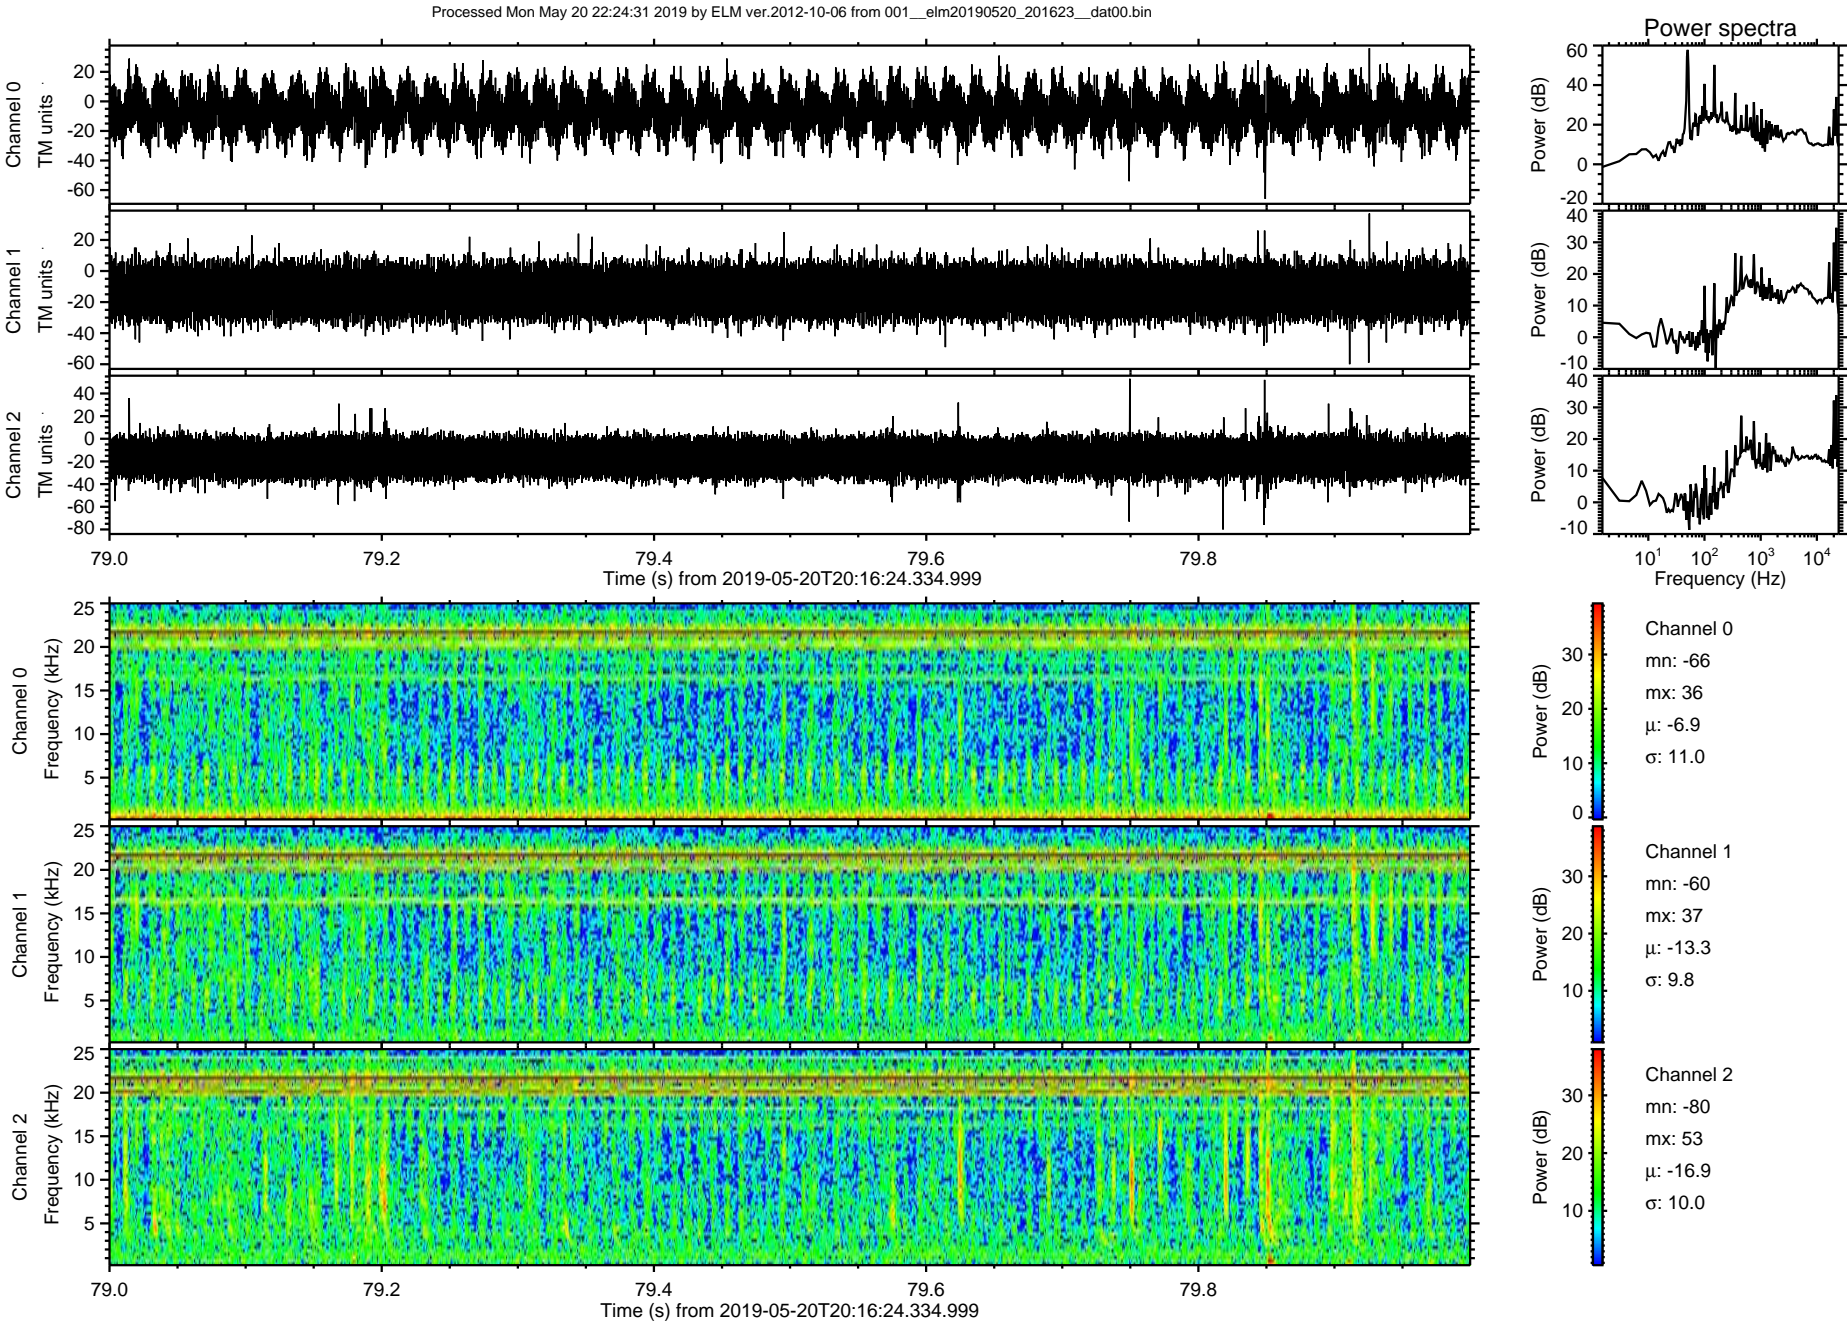 Processed Mon May 20 22:24:31 2019 by ELM ver.2012-10-06 from 001__elm20190520_201623__dat00.bin
Power spectra
Channel 0
TM units
20
0
-20
-40
-60
Power (dB)
60
40
20
0
-20
Channel 1
TM units
20
0
-20
-40
-60
Power (dB)
40
30
20
10
0
-10
Channel 2
TM units
40
20
0
-20
-40
-60
-80
Power (dB)
40
30
20
10
0
-10
79.0 79.2 79.4 79.6 79.8
Time (s) from 2019-05-20T20:16:24.334.999
10¹ 10² 10³ 10⁴
Frequency (Hz)
Channel 0
Frequency (kHz)
25
20
15
10
5
Power (dB)
30
20
10
0
Channel 0
mn: -66
mx: 36
μ: -6.9
σ: 11.0
Channel 1
Frequency (kHz)
25
20
15
10
5
Power (dB)
30
20
10
Channel 1
mn: -60
mx: 37
μ: -13.3
σ: 9.8
Channel 2
Frequency (kHz)
25
20
15
10
5
Power (dB)
30
20
10
Channel 2
mn: -80
mx: 53
μ: -16.9
σ: 10.0
79.0 79.2 79.4 79.6 79.8
Time (s) from 2019-05-20T20:16:24.334.999